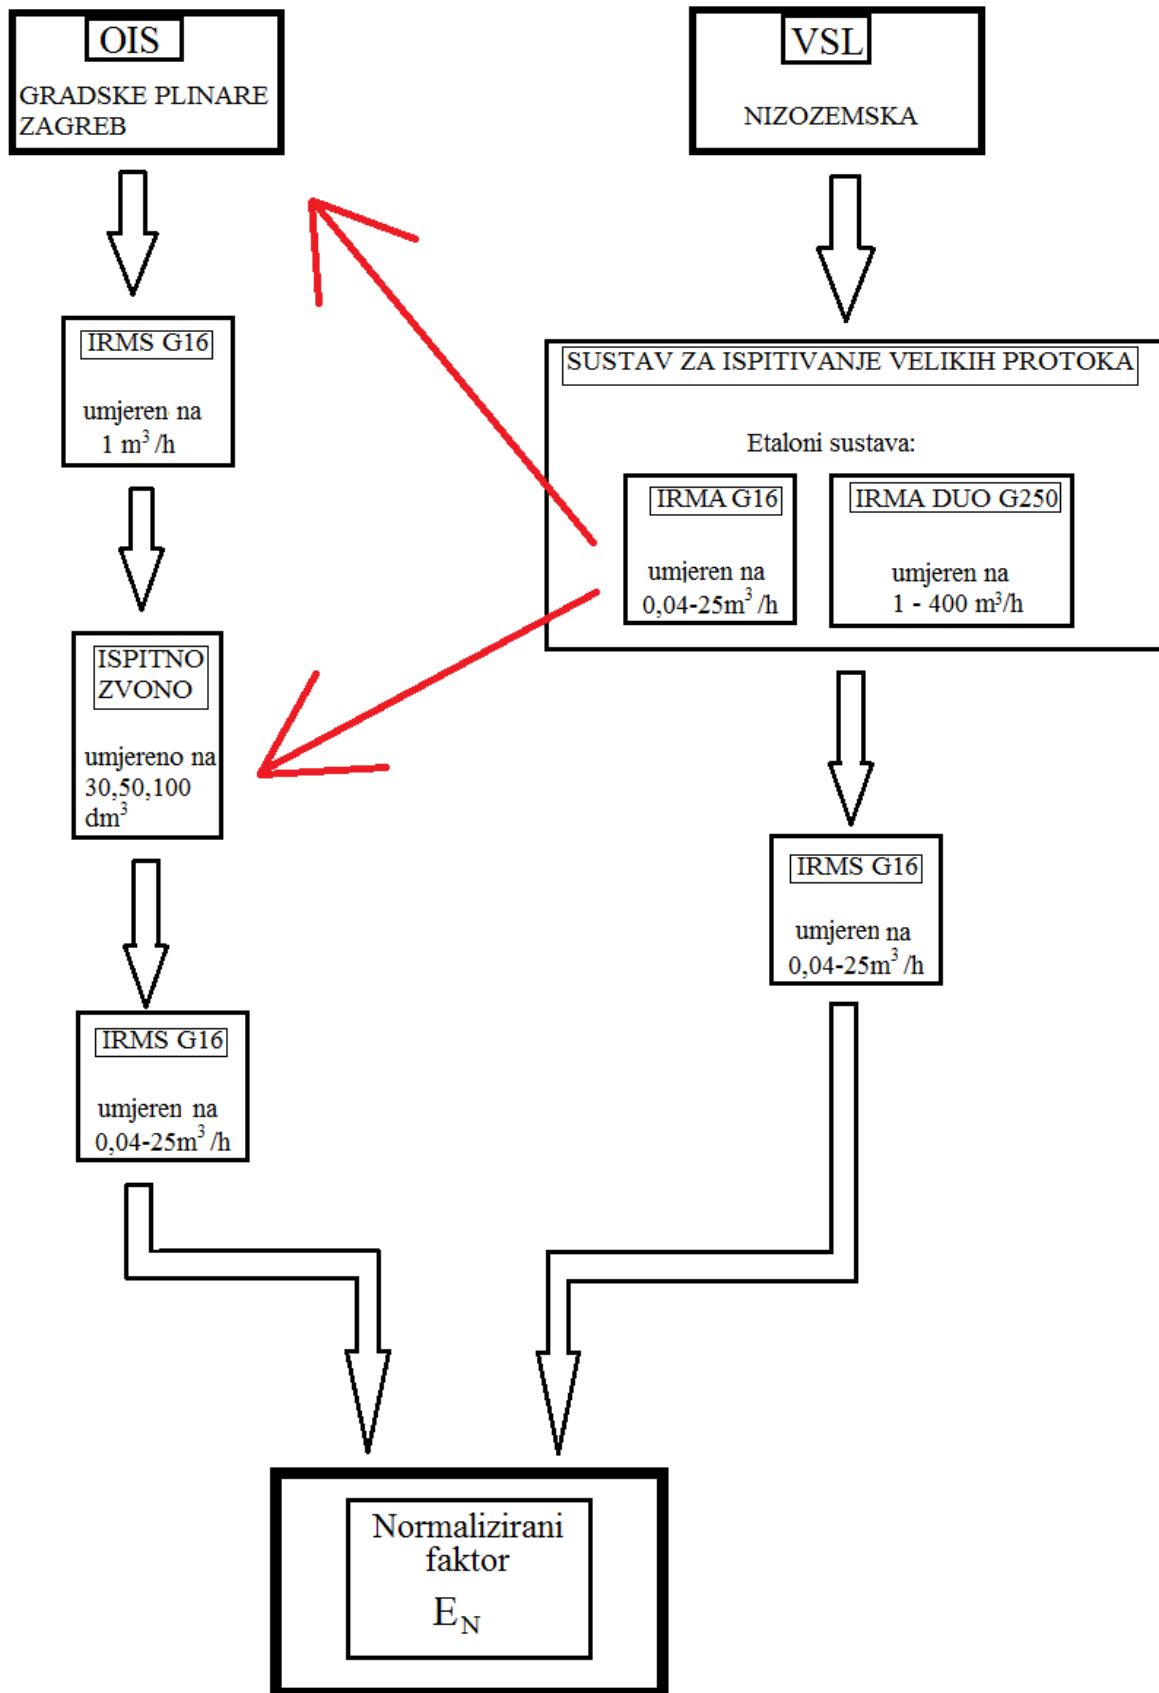 OIS
GRADSKE PLINARE
ZAGREB
IRMS G16
umjeren na
1 m³/h
ISPITNO
ZVONO
umjereno na
30,50,100
dm³
IRMS G16
umjeren na
0,04-25m³/h
VSL
NIZOZEMSKA
SUSTAV ZA ISPITIVANJE VELIKIH PROTOKA
Etaloni sustava:
IRMA G16
umjeren na
0,04-25m³/h
IRMA DUO G250
umjeren na
1 - 400 m³/h
IRMS G16
umjeren na
0,04-25m³/h
Normalizirani
faktor
E_N